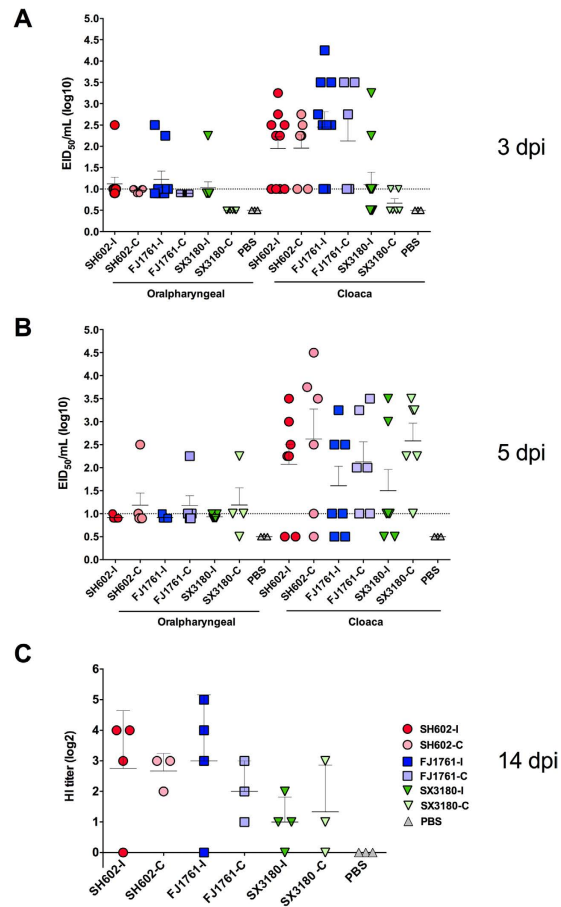 A
EID50/mL (log10)
5.0
4.5
4.0
3.5
3.0
2.5
2.0
1.5
1.0
0.5
0.0
SH602-I
SH602-C
FJ1761-I
FJ1761-C
SX3180-I
SX3180-C
PBS
SH602-I
SH602-C
FJ1761-I
FJ1761-C
SX3180-I
SX3180-C
PBS
Oralpharyngeal
Cloaca
3 dpi
B
EID50/mL (log10)
5.0
4.5
4.0
3.5
3.0
2.5
2.0
1.5
1.0
0.5
0.0
SH602-I
SH602-C
FJ1761-I
FJ1761-C
SX3180-I
SX3180-C
PBS
SH602-I
SH602-C
FJ1761-I
FJ1761-C
SX3180-I
SX3180-C
PBS
Oralpharyngeal
Cloaca
5 dpi
C
HI titer (log2)
6
5
4
3
2
1
0
SH602-I
SH602-C
FJ1761-I
FJ1761-C
SX3180-I
SX3180 -C
PBS
SH602-I
SH602-C
FJ1761-I
FJ1761-C
SX3180-I
SX3180-C
PBS
14 dpi